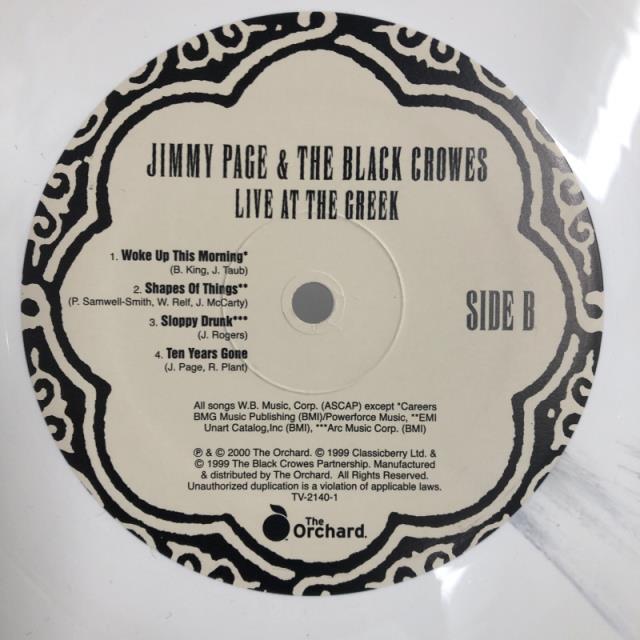 JIMMY PAGE & THE BLACK CROWES
LIVE AT THE GREEK
1. Woke Up This Morning*
(B. King, J. Taub)
2. Shapes Of Things**
(P. Samwell-Smith, W. Relf, J. McCarty)
3. Sloppy Drunk***
(J. Rogers)
4. Ten Years Gone
(J. Page, R. Plant)
SIDE B
All songs W.B. Music, Corp. (ASCAP) except *Careers
BMG Music Publishing (BMI)/Powerforce Music, **EMI
Unart Catalog,Inc (BMI), ***Arc Music Corp. (BMI)
℗ & © 2000 The Orchard. © 1999 Classicberry Ltd. &
© 1999 The Black Crowes Partnership. Manufactured
& distributed by The Orchard. All Rights Reserved.
Unauthorized duplication is a violation of applicable laws.
TV-2140-1
The
Orchard.